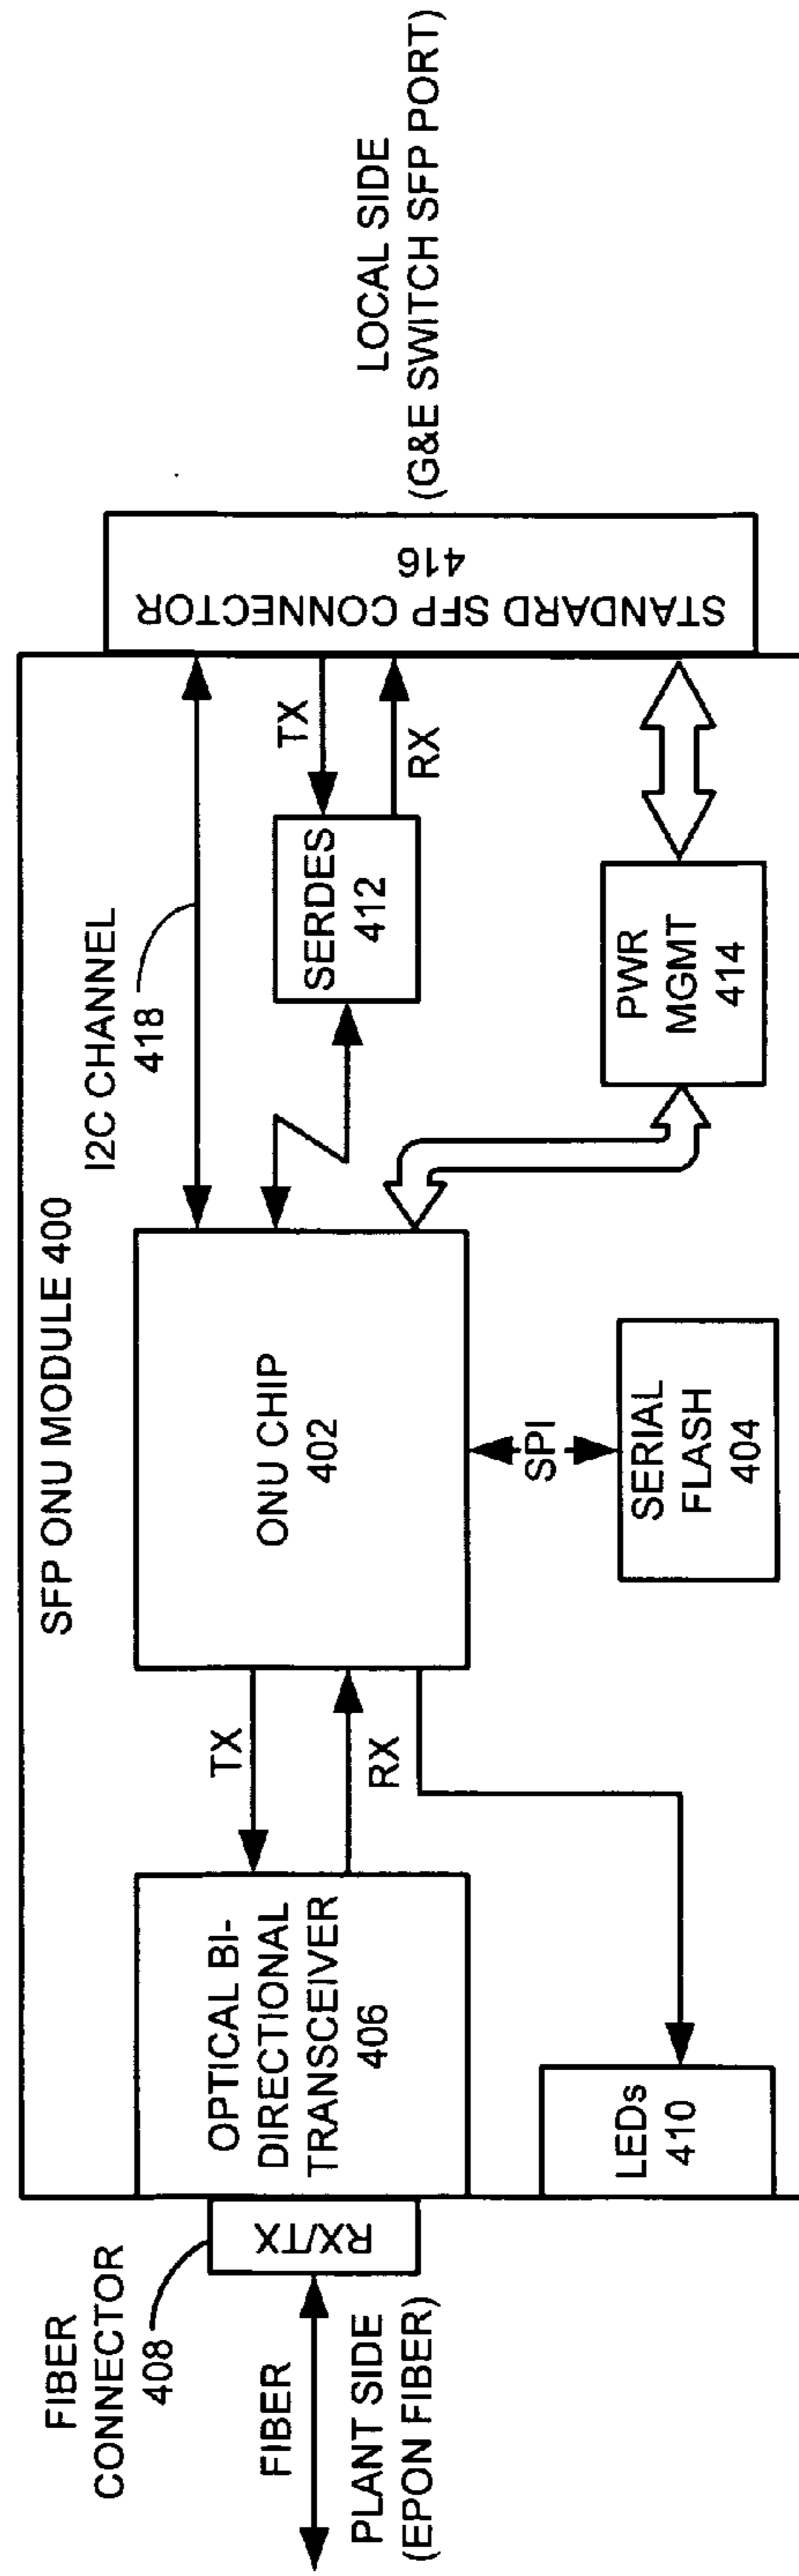 SFP ONU MODULE 400
FIBER
CONNECTOR
408
FIBER
PLANT SIDE
(EPON FIBER)
RX/TX
OPTICAL BI-
DIRECTIONAL
TRANSCEIVER
406
LEDs
410
TX
RX
ONU CHIP
402
SPI
SERIAL
FLASH
404
I2C CHANNEL
418
SERDES
412
TX
RX
PWR
MGMT
414
STANDARD SFP CONNECTOR
416
LOCAL SIDE
(G&E SWITCH SFP PORT)